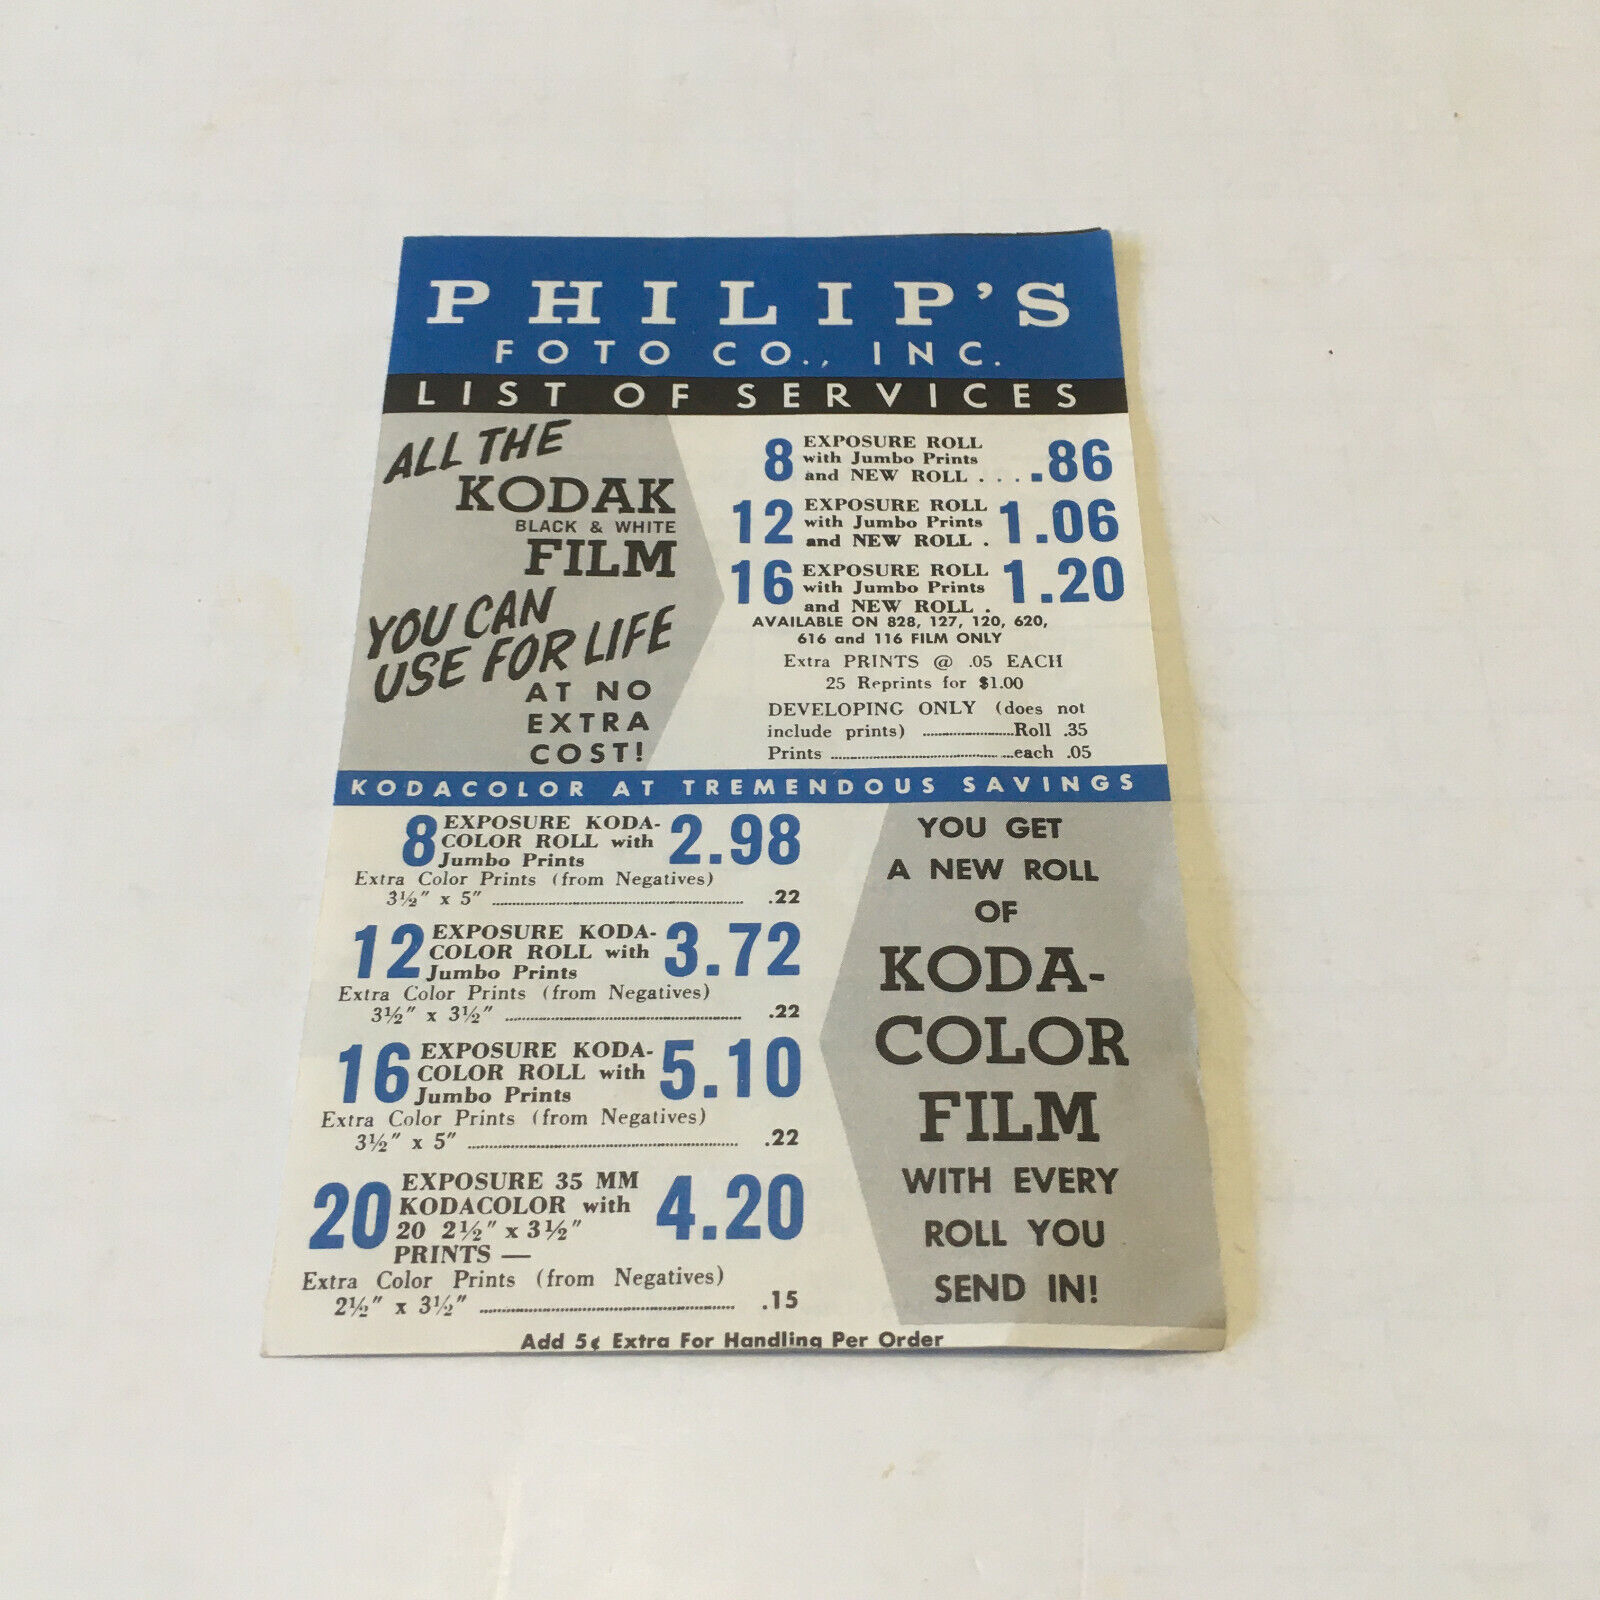 PHILIP'S
FOTO CO., INC.
LIST OF SERVICES
ALL THE
KODAK
BLACK & WHITE
FILM
YOU CAN
USE FOR LIFE
AT NO
EXTRA
COST!
8 EXPOSURE ROLL
with Jumbo Prints
and NEW ROLL . . . .86
12 EXPOSURE ROLL
with Jumbo Prints
and NEW ROLL . 1.06
16 EXPOSURE ROLL
with Jumbo Prints
and NEW ROLL . 1.20
AVAILABLE ON 828, 127, 120, 620,
616 and 116 FILM ONLY
Extra PRINTS @ .05 EACH
25 Reprints for $1.00
DEVELOPING ONLY (does not
include prints) ........................Roll .35
Prints ........................each .05
KODACOLOR AT TREMENDOUS SAVINGS
8 EXPOSURE KODA-
COLOR ROLL with
Jumbo Prints 2.98
Extra Color Prints (from Negatives)
3½" x 5" ........................ .22
12 EXPOSURE KODA-
COLOR ROLL with
Jumbo Prints 3.72
Extra Color Prints (from Negatives)
3½" x 3½" ........................ .22
16 EXPOSURE KODA-
COLOR ROLL with
Jumbo Prints 5.10
Extra Color Prints (from Negatives)
3½" x 5" ........................ .22
20 EXPOSURE 35 MM
KODACOLOR with
20 2½" x 3½"
PRINTS — 4.20
Extra Color Prints (from Negatives)
2½" x 3½" ........................ .15
YOU GET
A NEW ROLL
OF
KODA-
COLOR
FILM
WITH EVERY
ROLL YOU
SEND IN!
Add 5¢ Extra For Handling Per Order